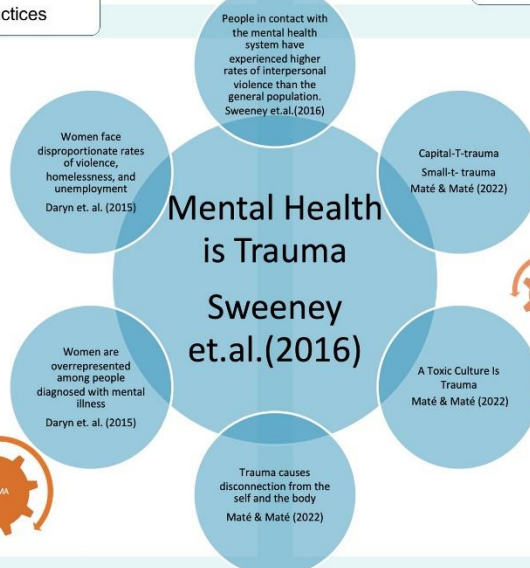 ctices
People in contact with
the mental health
system have
experienced higher
rates of interpersonal
violence than the
general population.
Sweeney et.al.(2016)
Women face
disproportionate rates
of violence,
homelessness, and
unemployment
Daryn et. al. (2015)
Capital-T-trauma
Small-t- trauma
Maté & Maté (2022)
Mental Health
is Trauma
Sweeney
et.al.(2016)
Women are
overrepresented
among people
diagnosed with mental
illness
Daryn et. al. (2015)
A Toxic Culture Is
Trauma
Maté & Maté (2022)
Trauma causes
disconnection from the
self and the body
Maté & Maté (2022)
MA